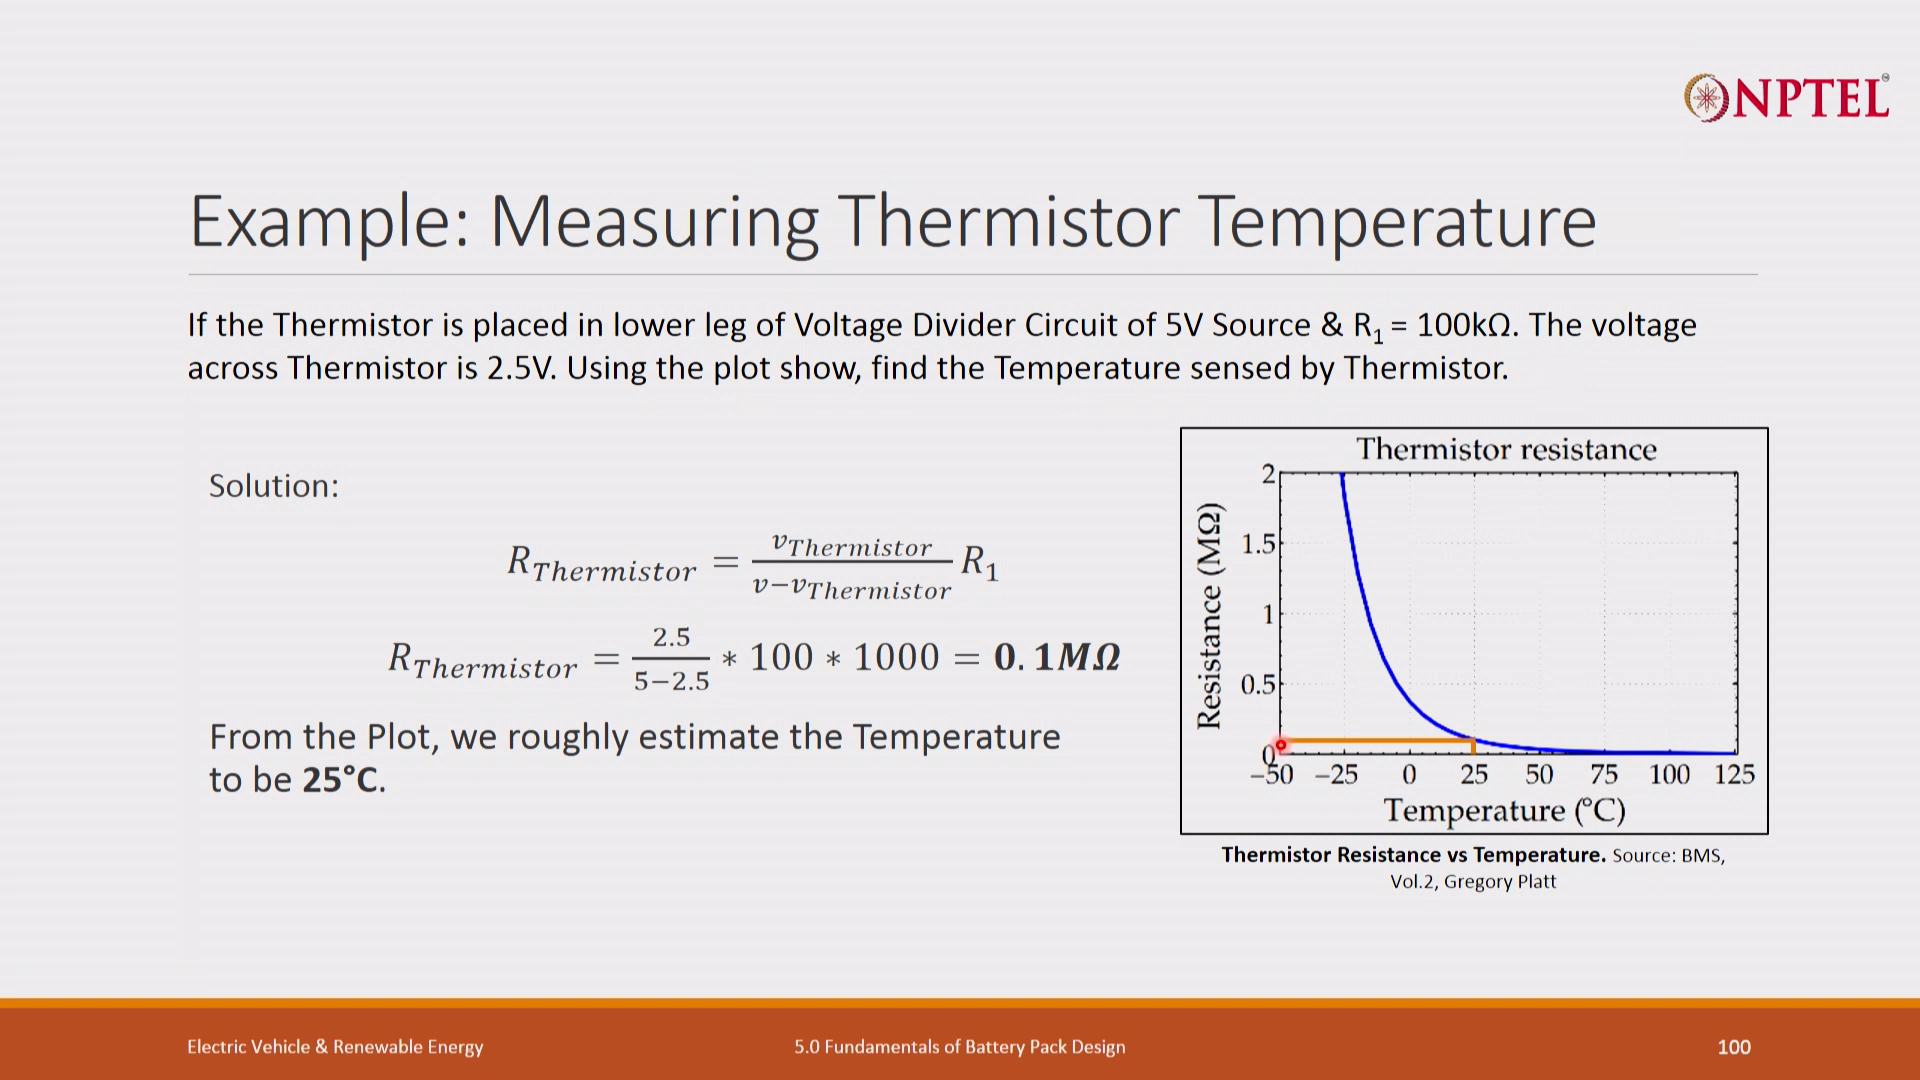 NPTEL
Example: Measuring Thermistor Temperature
If the Thermistor is placed in lower leg of Voltage Divider Circuit of 5V Source & R₁ = 100kΩ. The voltage
across Thermistor is 2.5V. Using the plot show, find the Temperature sensed by Thermistor.
Solution:
R_Thermistor = v_Thermistor / (v−v_Thermistor) R₁
R_Thermistor = 2.5 / (5−2.5) * 100 * 1000 = 0.1MΩ
From the Plot, we roughly estimate the Temperature
to be 25°C.
Thermistor resistance
Resistance (MΩ)
2
1.5
1
0.5
0
−50 −25 0 25 50 75 100 125
Temperature (°C)
Thermistor Resistance vs Temperature. Source: BMS,
Vol.2, Gregory Platt
Electric Vehicle & Renewable Energy
5.0 Fundamentals of Battery Pack Design
100